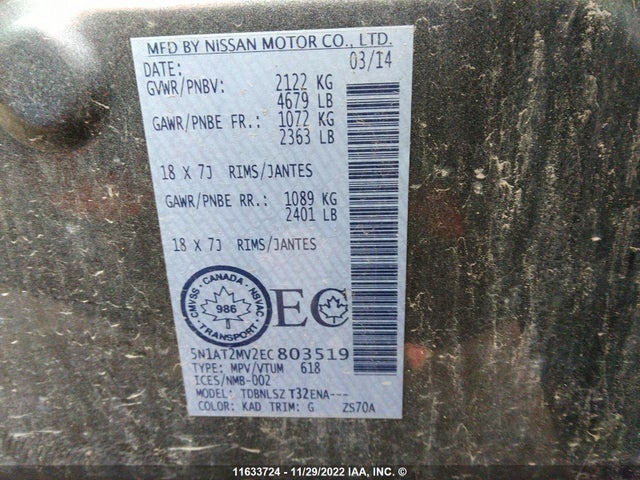 MFD BY NISSAN MOTOR CO., LTD.
DATE: 03/14
GVWR/PNBV: 2122 KG
4679 LB
GAWR/PNBE FR.: 1072 KG
2363 LB
18 X 7J RIMS/JANTES
GAWR/PNBE RR.: 1089 KG
2401 LB
18 X 7J RIMS/JANTES
CANADA
CMVSS · NSVAC
986
TRANSPORT
EC
5N1AT2MV2EC803519
TYPE: MPV/VTUM 618
ICES/NMB-002
MODEL: TDBNLSZ T32ENA---
COLOR: KAD TRIM: G ZS70A
11633724 - 11/29/2022 IAA, INC. ©